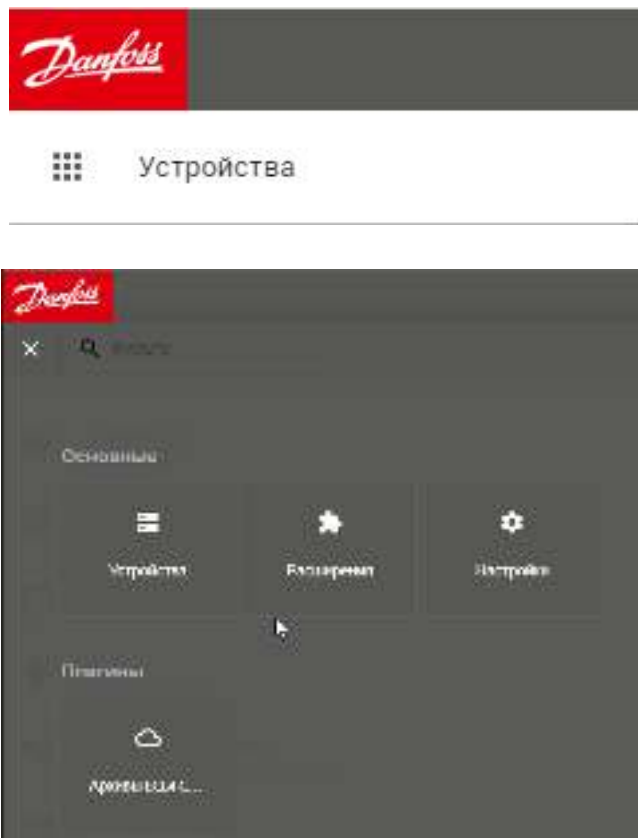 Danfoss
Устройства
Danfoss
Основные
Устройства
Расширения
Настройки
Плагины